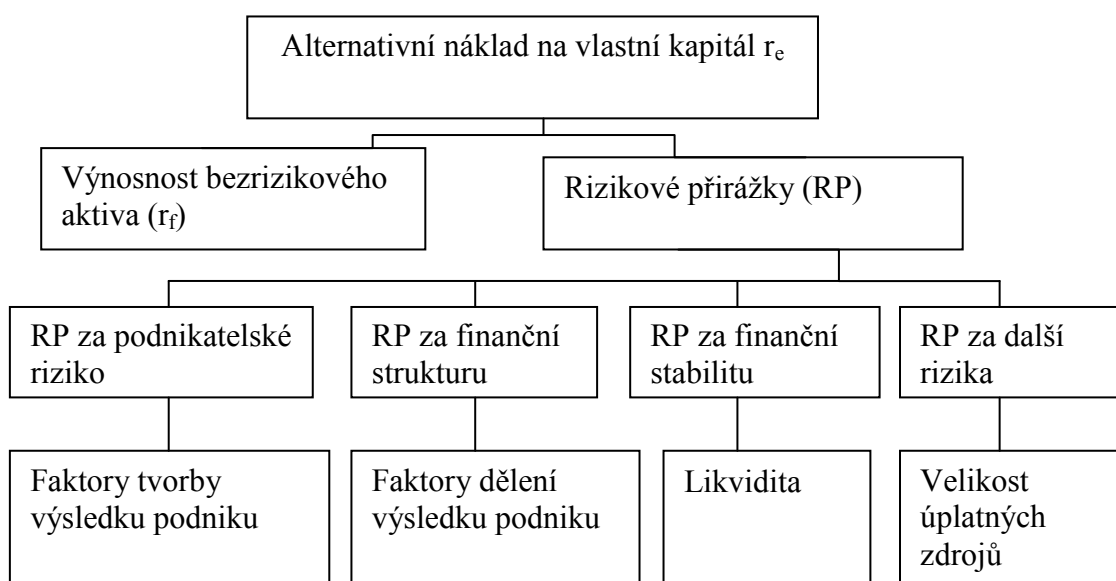 Alternativní náklad na vlastní kapitál rₑ
Výnosnost bezrizikového
aktiva (r_f)
Rizikové přirážky (RP)
RP za podnikatelské
riziko
RP za finanční
strukturu
RP za finanční
stabilitu
RP za další
rizika
Faktory tvorby
výsledku podniku
Faktory dělení
výsledku podniku
Likvidita
Velikost
úplatných
zdrojů